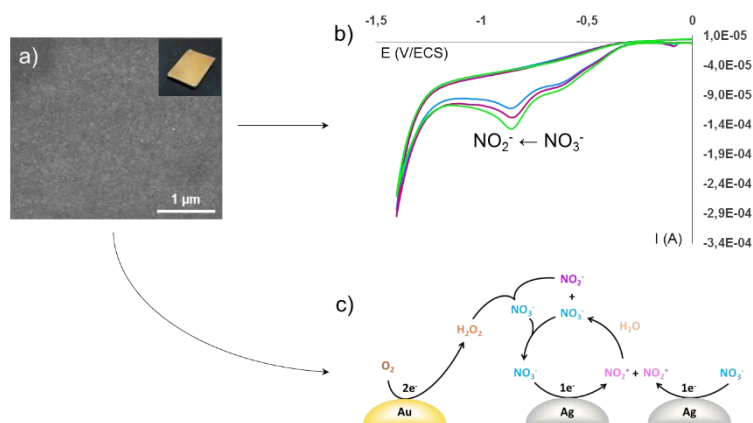 a)
1 µm
b)
-1,5
-1
-0,5
0
E (V/ECS)
1,0E-05
-4,0E-05
-9,0E-05
-1,4E-04
-1,9E-04
-2,4E-04
-2,9E-04
-3,4E-04
NO₂⁻ ← NO₃⁻
I (A)
c)
NO₂⁻
+
NO₃⁻
NO₃⁻
H₂O₂
H₂O
O₂
NO₃⁻
NO₂• + NO₂•
NO₃⁻
2e⁻
1e⁻
1e⁻
Au
Ag
Ag